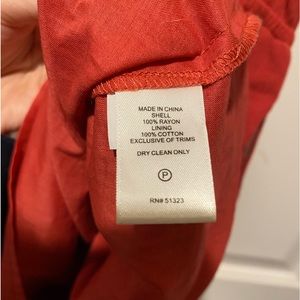 MADE IN CHINA
SHELL
100% RAYON
LINING
100% COTTON
EXCLUSIVE OF TRIMS
DRY CLEAN ONLY
P
RN# 51323